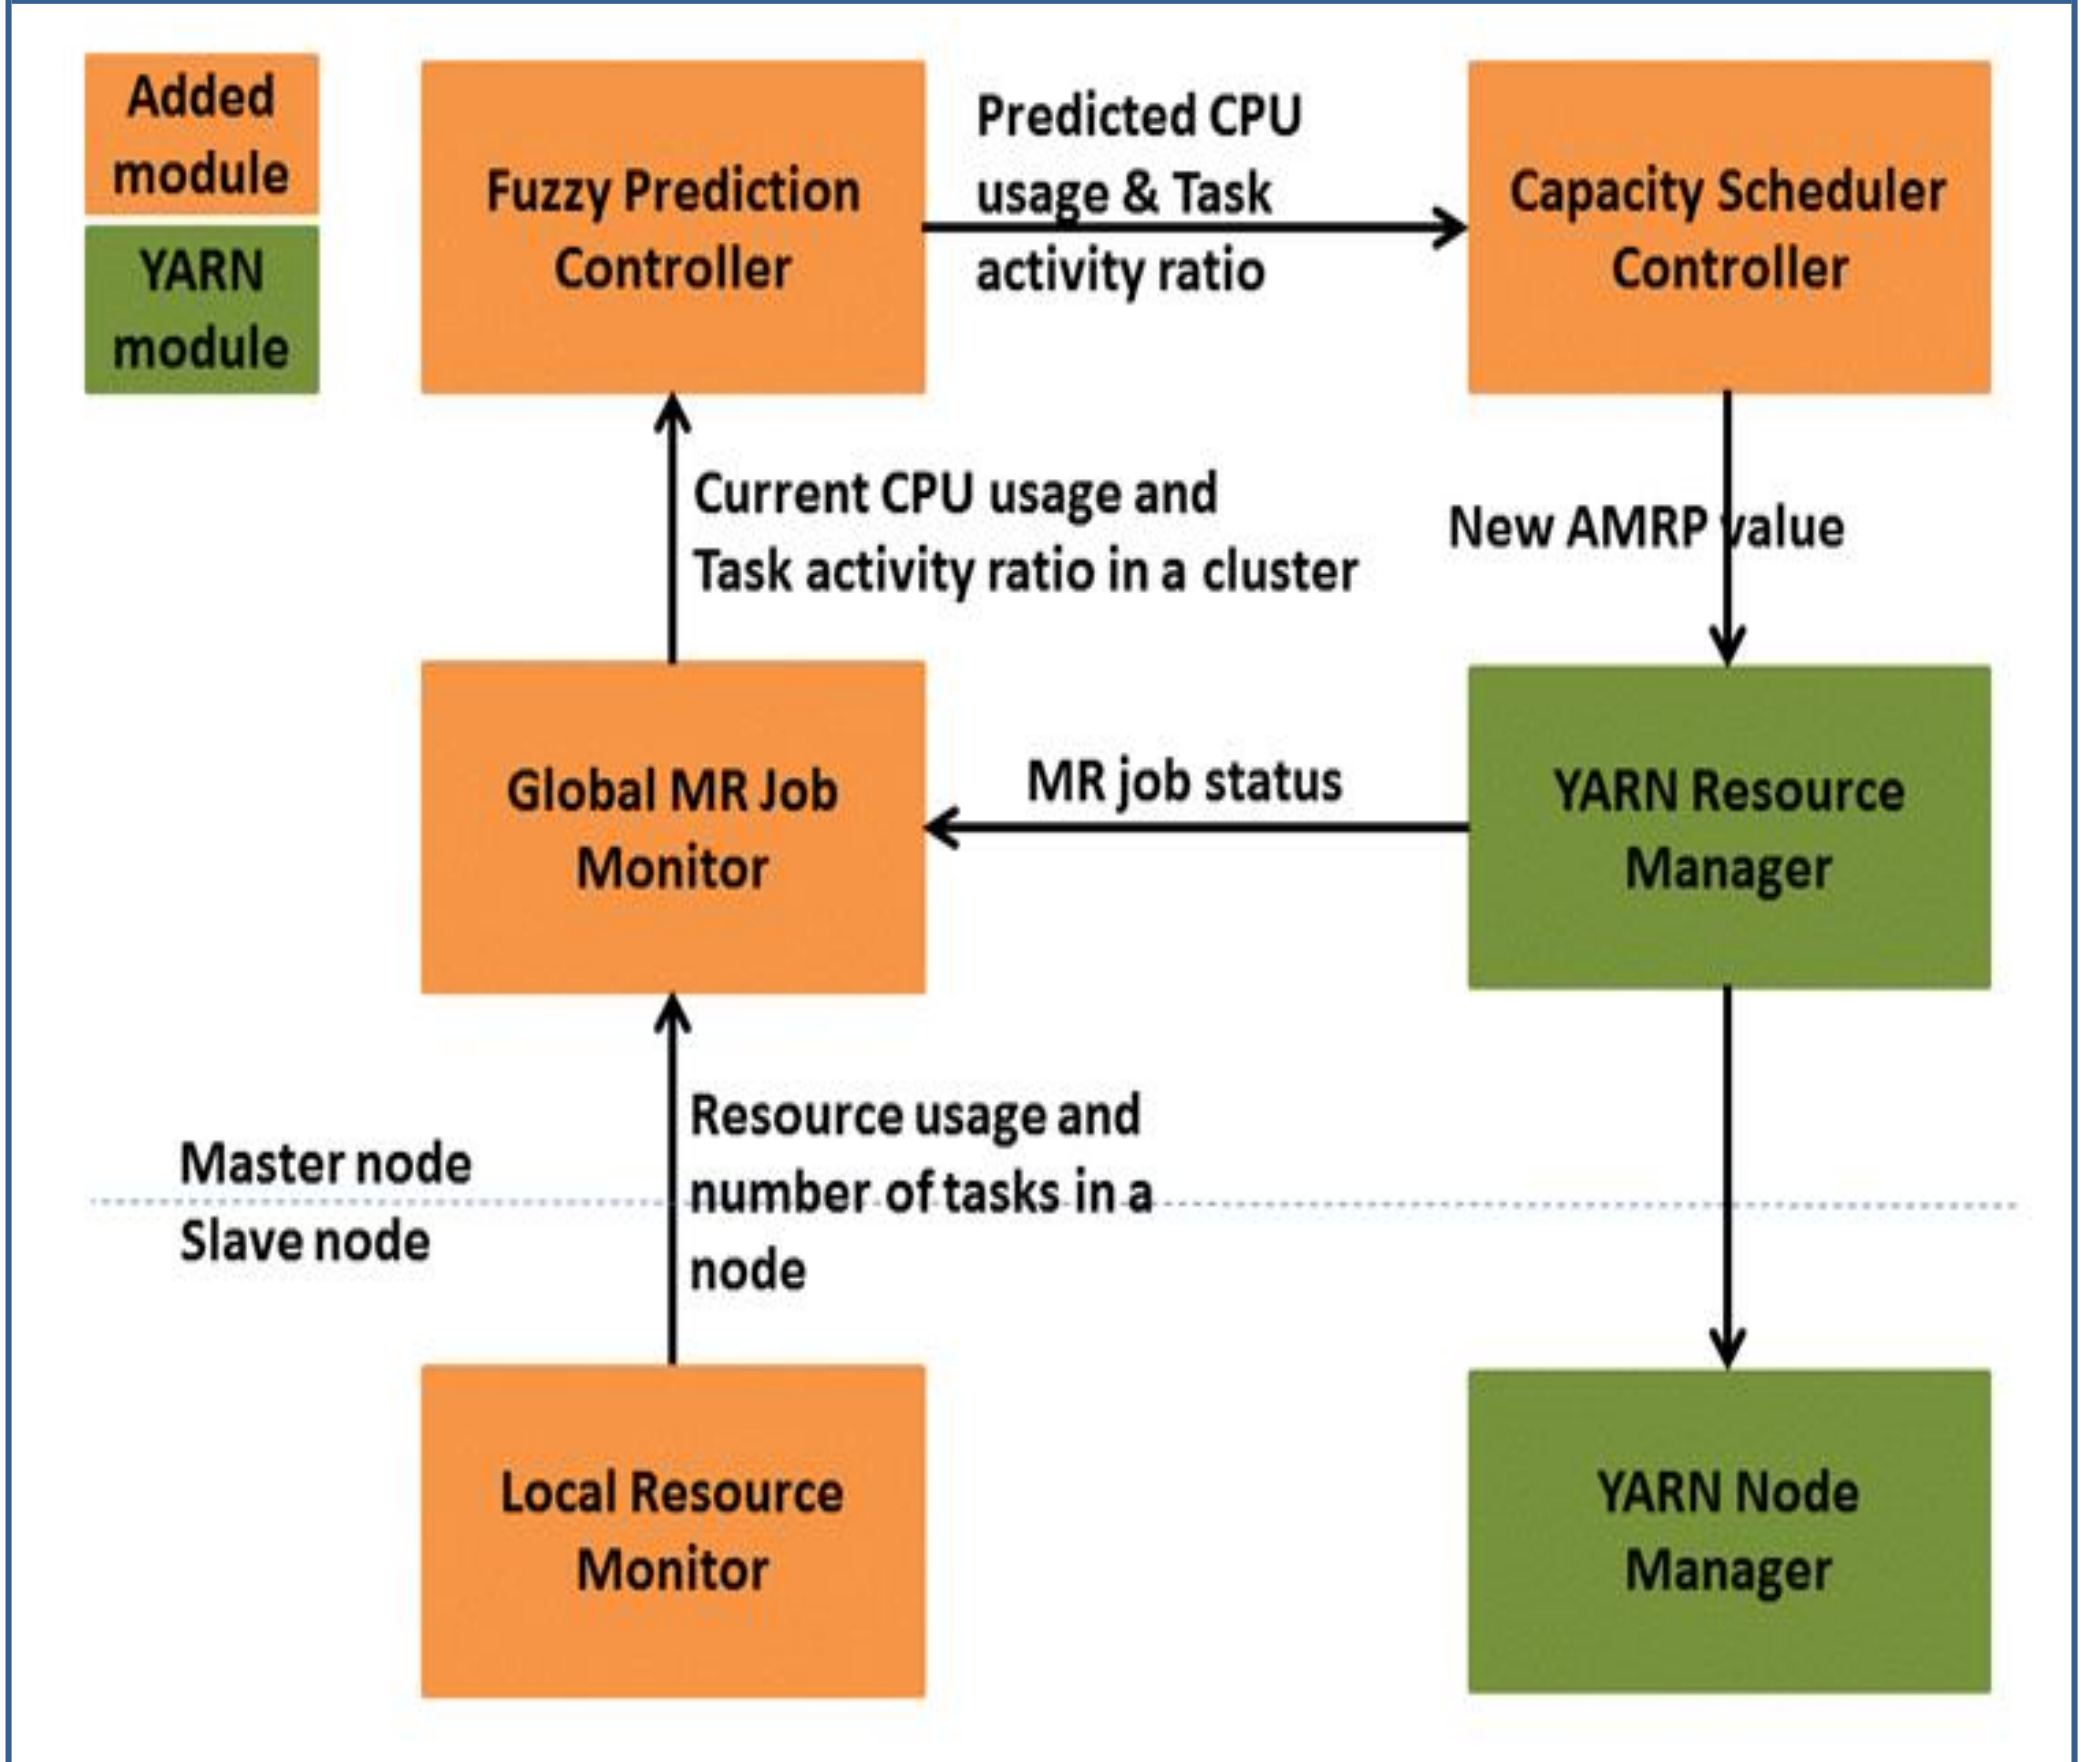 Added
module
YARN
module
Fuzzy Prediction
Controller
Predicted CPU
usage & Task
activity ratio
Capacity Scheduler
Controller
Current CPU usage and
Task activity ratio in a cluster
New AMRP value
Global MR Job
Monitor
MR job status
YARN Resource
Manager
Resource usage and
number of tasks in a
node
Master node
Slave node
Local Resource
Monitor
YARN Node
Manager